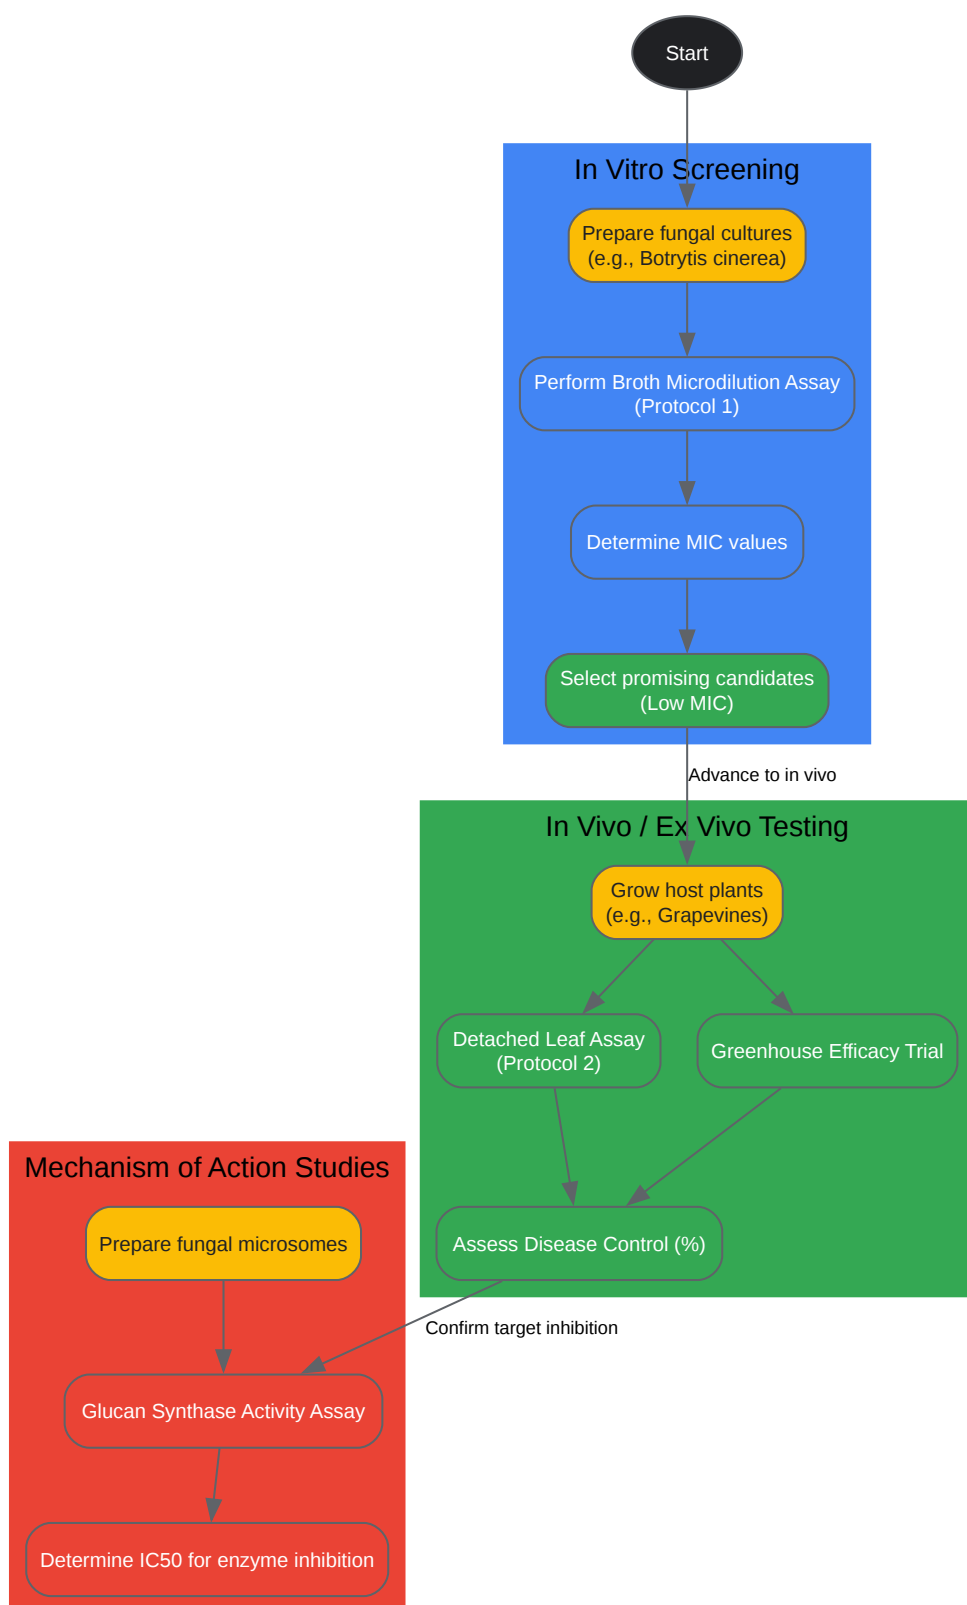 Start
In Vitro Screening
Prepare fungal cultures
(e.g., Botrytis cinerea)
Perform Broth Microdilution Assay
(Protocol 1)
Determine MIC values
Select promising candidates
(Low MIC)
Advance to in vivo
In Vivo / Ex Vivo Testing
Grow host plants
(e.g., Grapevines)
Detached Leaf Assay
(Protocol 2)
Greenhouse Efficacy Trial
Assess Disease Control (%)
Confirm target inhibition
Mechanism of Action Studies
Prepare fungal microsomes
Glucan Synthase Activity Assay
Determine IC50 for enzyme inhibition